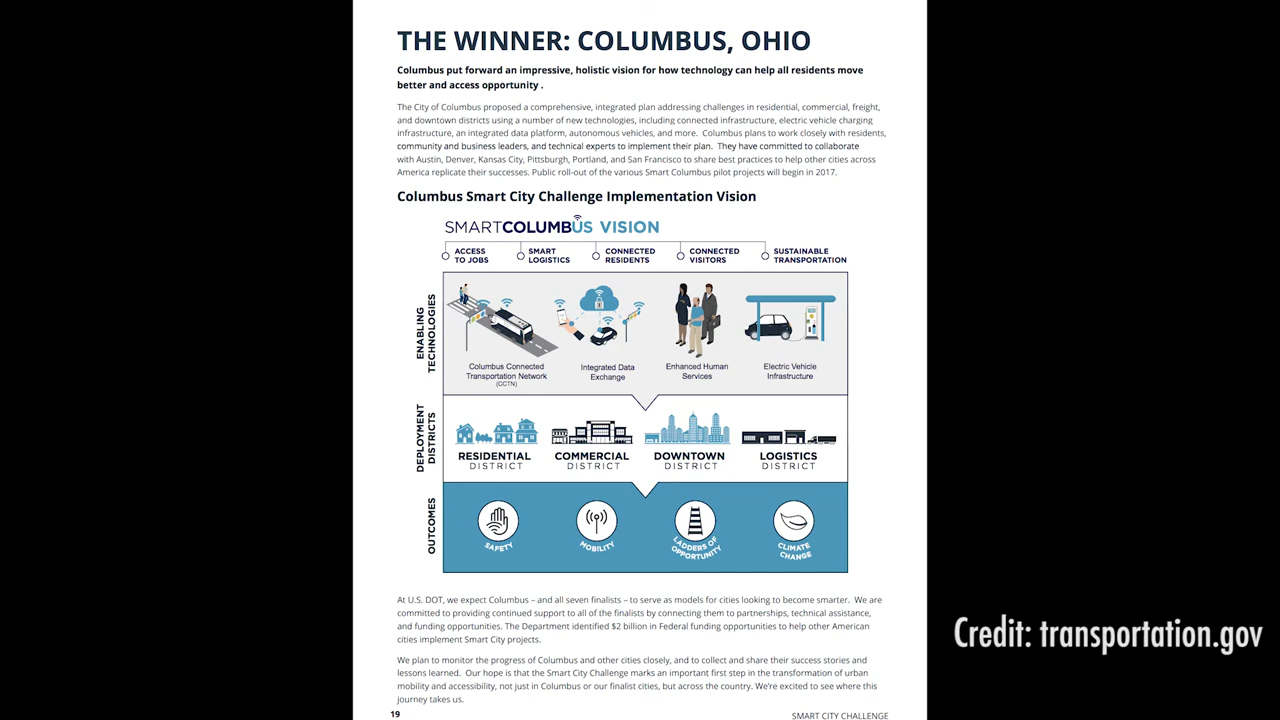 THE WINNER: COLUMBUS, OHIO
Columbus put forward an impressive, holistic vision for how technology can help all residents move
better and access opportunity .
The City of Columbus proposed a comprehensive, integrated plan addressing challenges in residential, commercial, freight,
and downtown districts using a number of new technologies, including connected infrastructure, electric vehicle charging
infrastructure, an integrated data platform, autonomous vehicles, and more. Columbus plans to work closely with residents,
community and business leaders, and technical experts to implement their plan. They have committed to collaborate
with Austin, Denver, Kansas City, Pittsburgh, Portland, and San Francisco to share best practices to help other cities across
America replicate their successes. Public roll-out of the various Smart Columbus pilot projects will begin in 2017.
Columbus Smart City Challenge Implementation Vision
SMARTCOLUMBUS VISION
ACCESS
TO JOBS
SMART
LOGISTICS
CONNECTED
RESIDENTS
CONNECTED
VISITORS
SUSTAINABLE
TRANSPORTATION
ENABLING
TECHNOLOGIES
Columbus Connected
Transportation Network
(CCTN)
Integrated Data
Exchange
Enhanced Human
Services
Electric Vehicle
Infrastructure
DEPLOYMENT
DISTRICTS
RESIDENTIAL
DISTRICT
COMMERCIAL
DISTRICT
DOWNTOWN
DISTRICT
LOGISTICS
DISTRICT
OUTCOMES
SAFETY
MOBILITY
LADDERS OF
OPPORTUNITY
CLIMATE
CHANGE
At U.S. DOT, we expect Columbus – and all seven finalists – to serve as models for cities looking to become smarter. We are
committed to providing continued support to all of the finalists by connecting them to partnerships, technical assistance,
and funding opportunities. The Department identified $2 billion in Federal funding opportunities to help other American
cities implement Smart City projects.
We plan to monitor the progress of Columbus and other cities closely, and to collect and share their success stories and
lessons learned. Our hope is that the Smart City Challenge marks an important first step in the transformation of urban
mobility and accessibility, not just in Columbus or our finalist cities, but across the country. We're excited to see where this
journey takes us.
19
SMART CITY CHALLENGE
Credit: transportation.gov